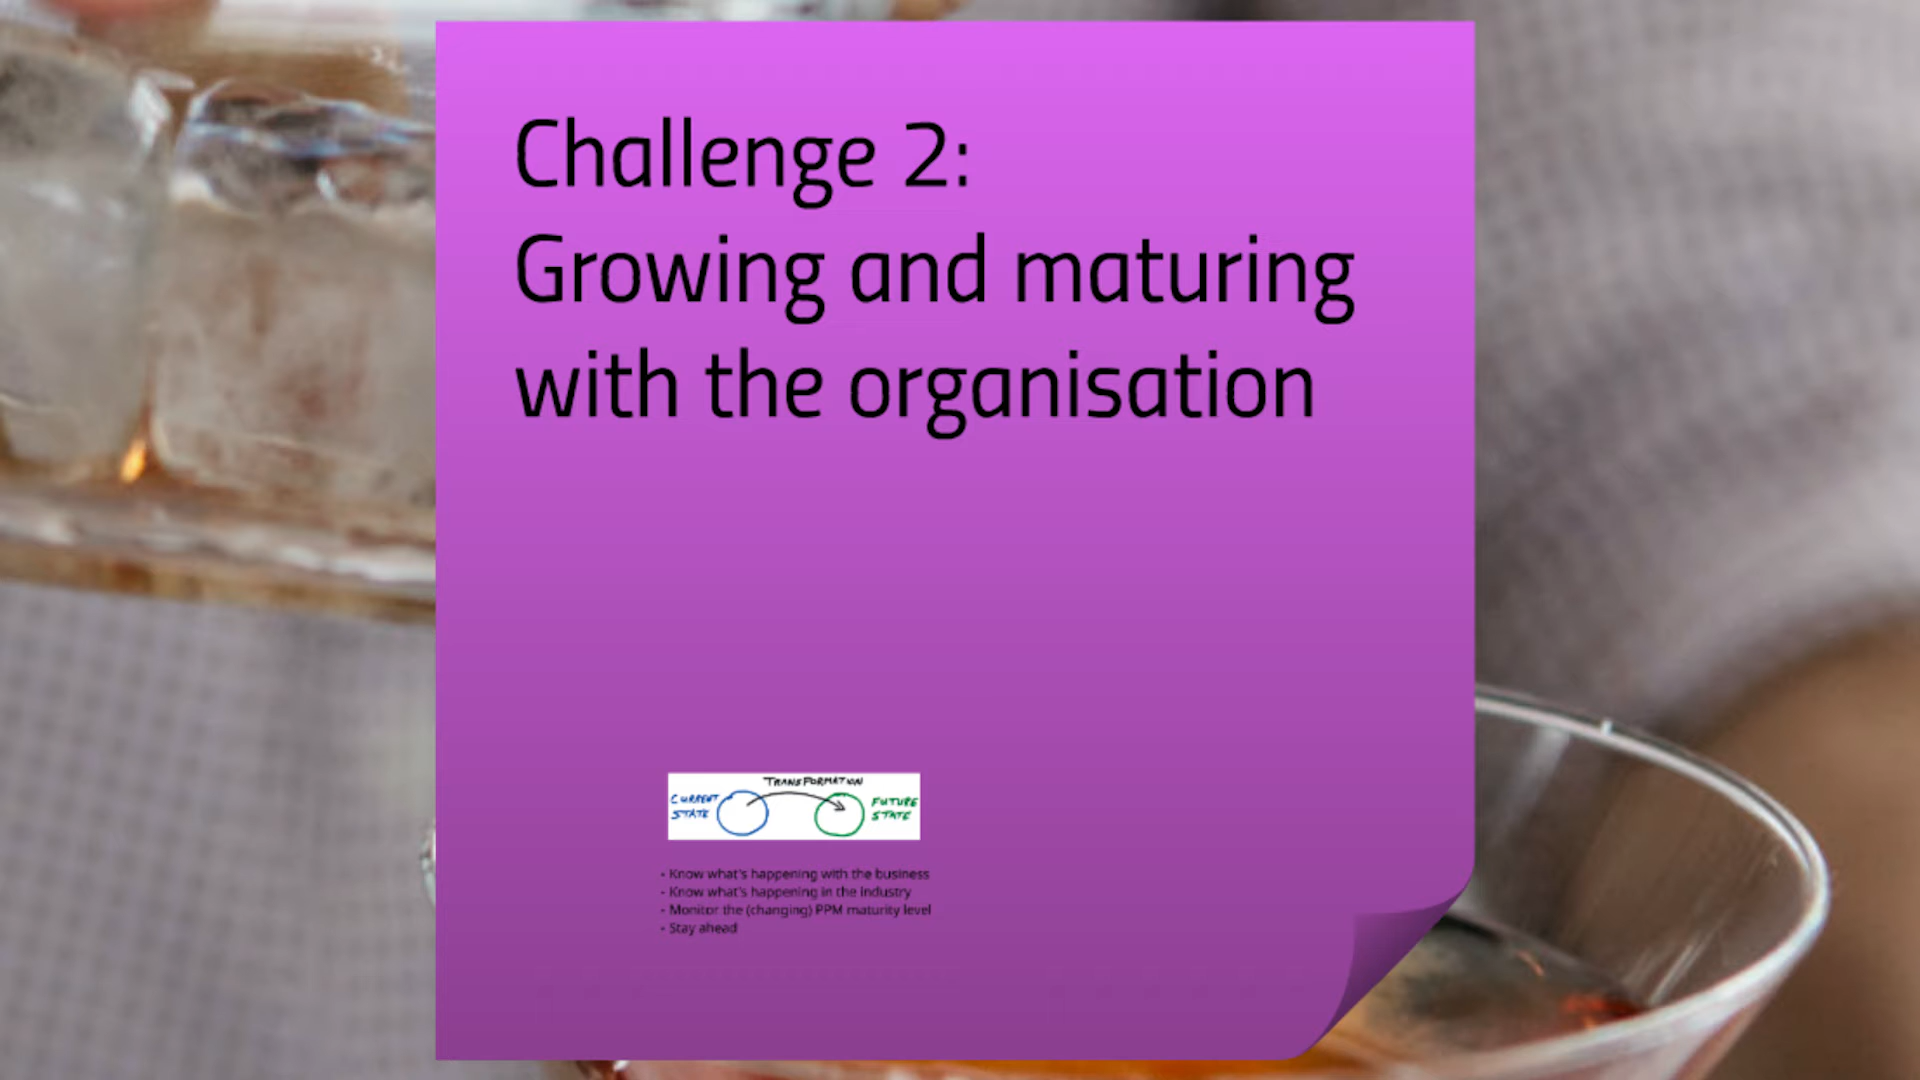 Challenge 2:
Growing and maturing
with the organisation
TRANSFORMATION
CURRENT
STATE
FUTURE
STATE
- Know what's happening with the business
- Know what's happening in the industry
- Monitor the (changing) PPM maturity level
- Stay ahead